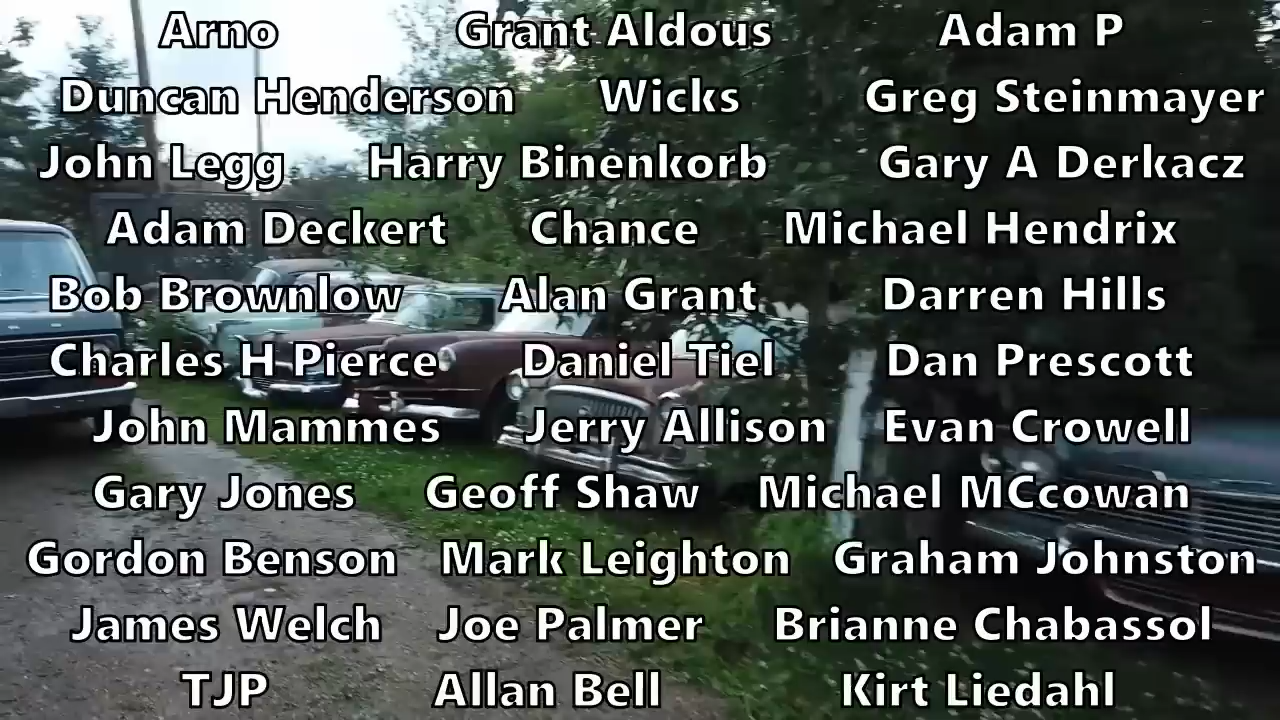 Arno Grant Aldous Adam P
Duncan Henderson Wicks Greg Steinmayer
John Legg Harry Binenkorb Gary A Derkacz
Adam Deckert Chance Michael Hendrix
Bob Brownlow Alan Grant Darren Hills
Charles H Pierce Daniel Tiel Dan Prescott
John Mammes Jerry Allison Evan Crowell
Gary Jones Geoff Shaw Michael MCcowan
Gordon Benson Mark Leighton Graham Johnston
James Welch Joe Palmer Brianne Chabassol
TJP Allan Bell Kirt Liedahl